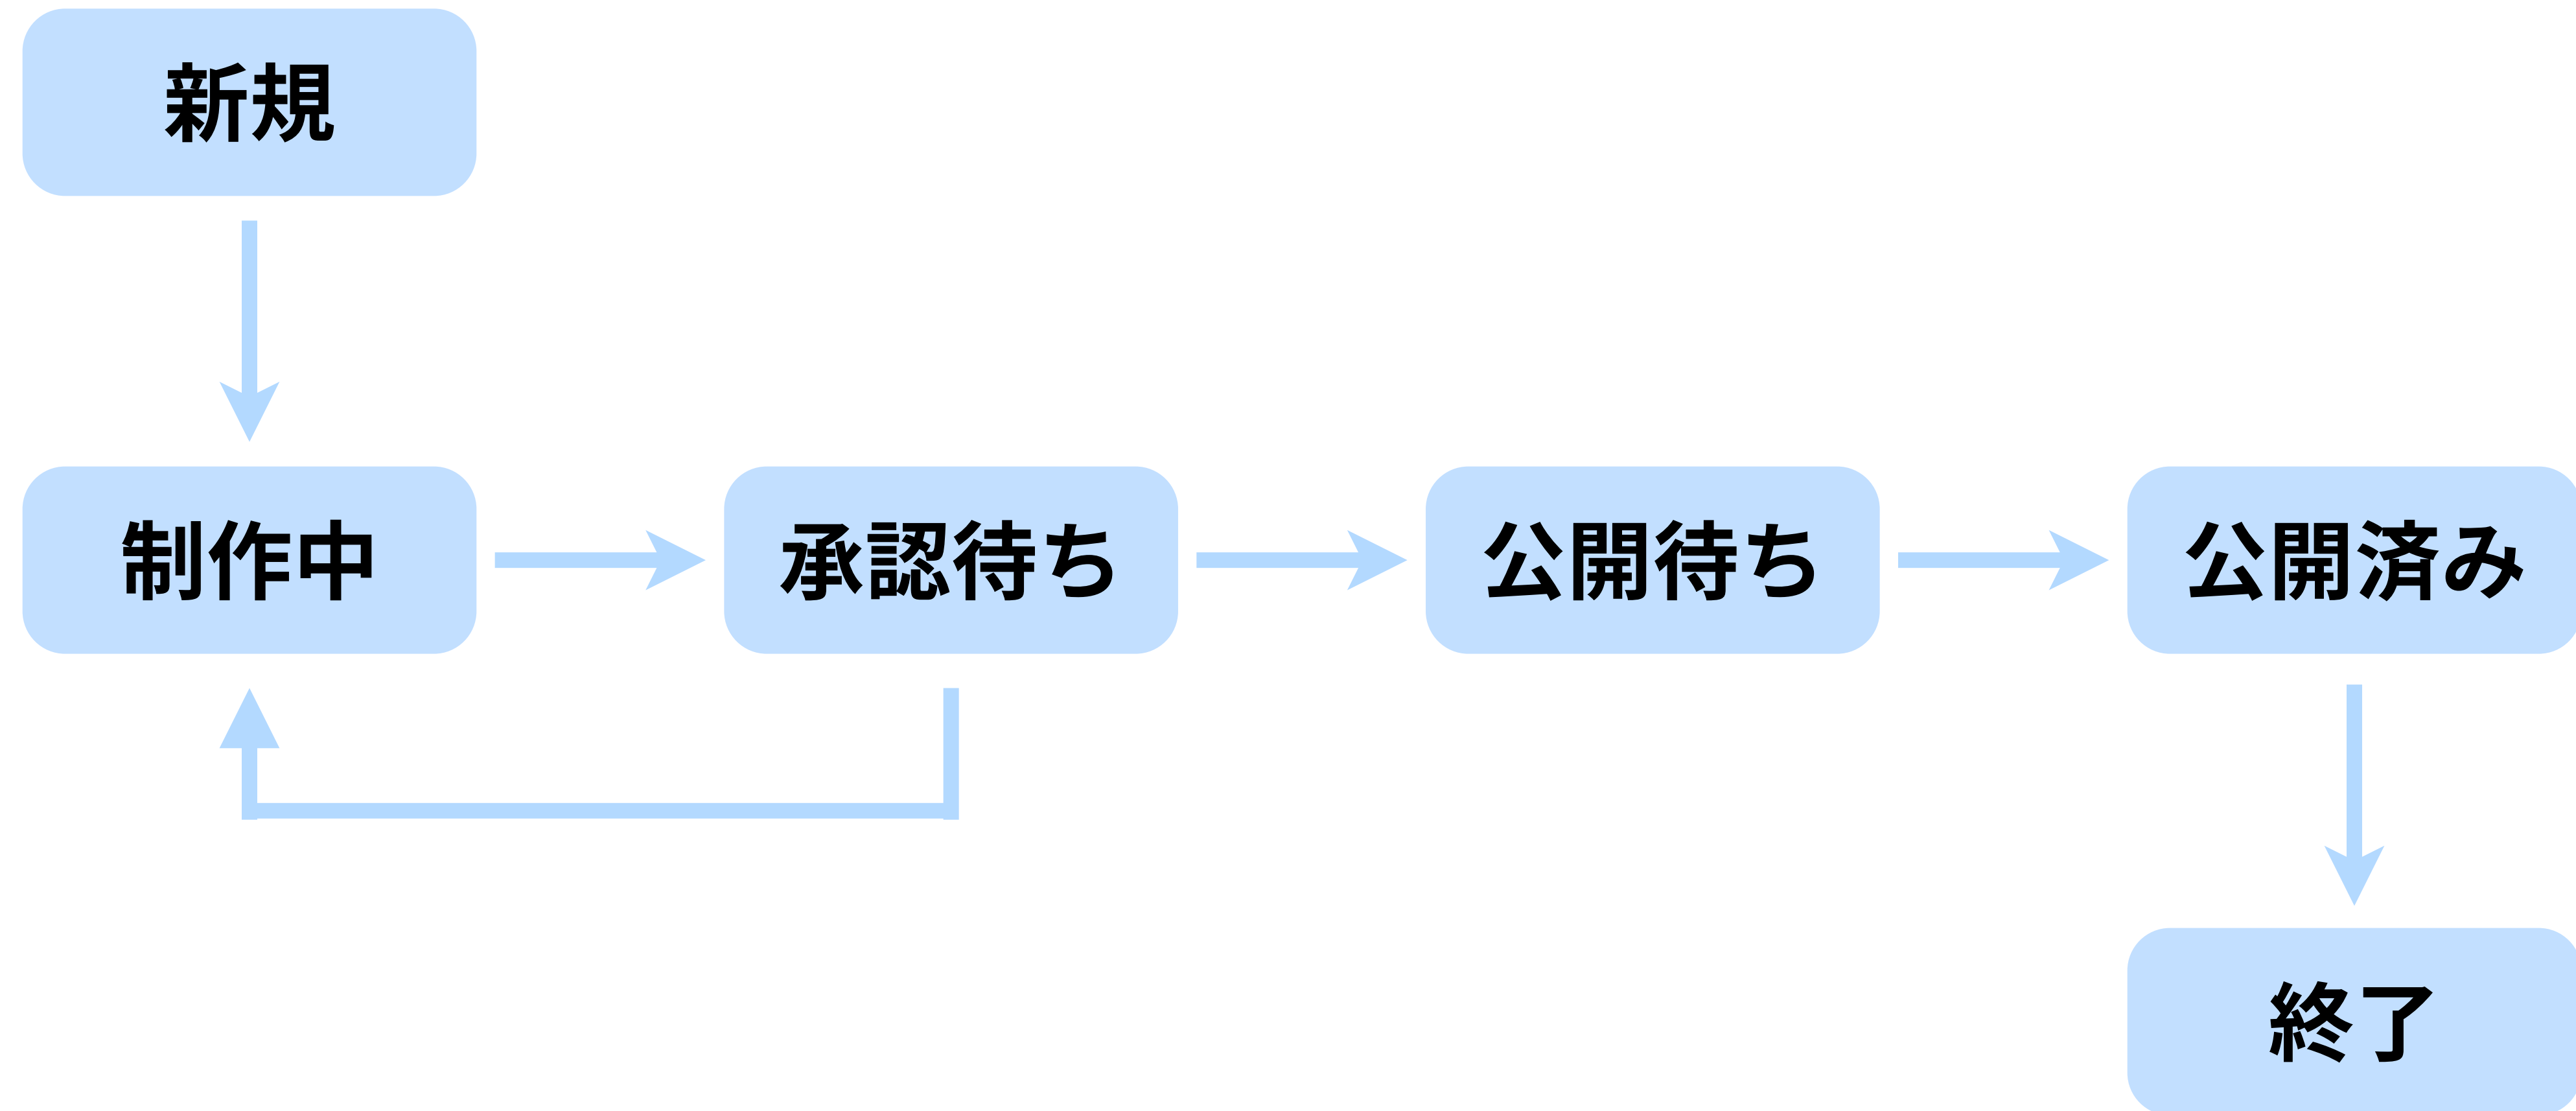 新規
制作中
承認待ち
公開待ち
公開済み
終了